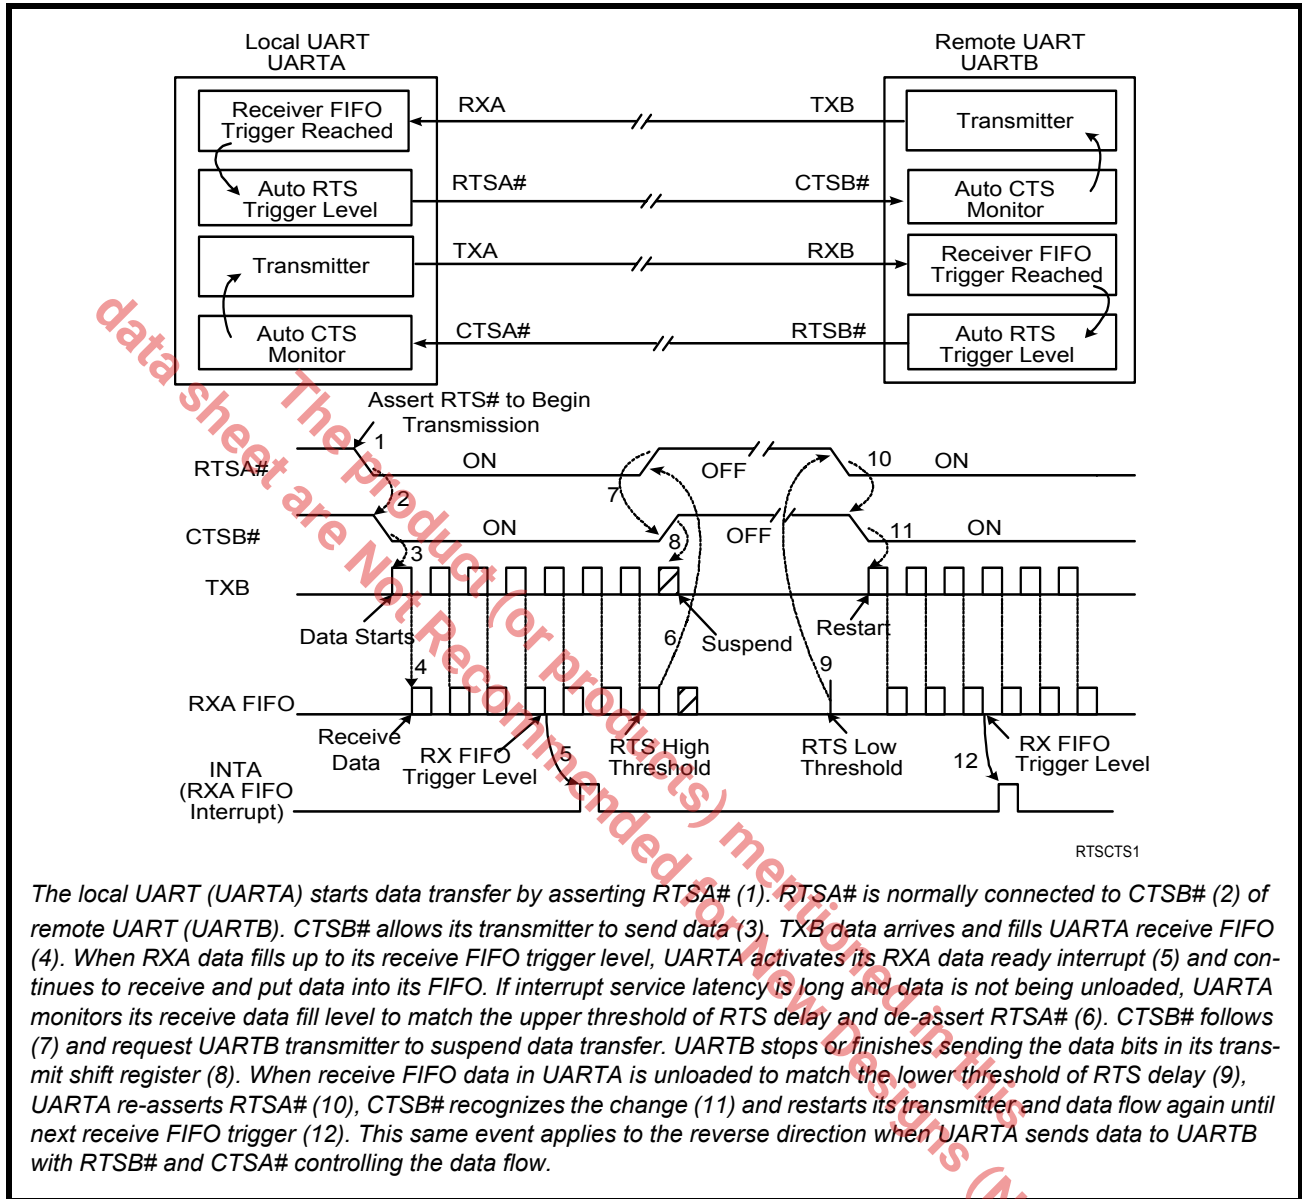 Local UART
UARTA
Remote UART
UARTB
Receiver FIFO
Trigger Reached
RXA
TXB
Transmitter
Auto RTS
Trigger Level
RTSA#
CTSB#
Auto CTS
Monitor
Transmitter
TXA
RXB
Receiver FIFO
Trigger Reached
Auto CTS
Monitor
CTSA#
RTSB#
Auto RTS
Trigger Level
Assert RTS# to Begin
Transmission
RTSA#
1
ON
OFF
10
ON
2
7
CTSB#
ON
OFF
11
ON
3
8
TXB
Data Starts
Suspend
Restart
4
6
9
RXA FIFO
Receive
Data
RX FIFO
Trigger Level
5
RTS High
Threshold
RTS Low
Threshold
12
RX FIFO
Trigger Level
INTA
(RXA FIFO
Interrupt)
RTSCTS1
The local UART (UARTA) starts data transfer by asserting RTSA# (1). RTSA# is normally connected to CTSB# (2) of
remote UART (UARTB). CTSB# allows its transmitter to send data (3). TXB data arrives and fills UARTA receive FIFO
(4). When RXA data fills up to its receive FIFO trigger level, UARTA activates its RXA data ready interrupt (5) and con-
tinues to receive and put data into its FIFO. If interrupt service latency is long and data is not being unloaded, UARTA
monitors its receive data fill level to match the upper threshold of RTS delay and de-assert RTSA# (6). CTSB# follows
(7) and request UARTB transmitter to suspend data transfer. UARTB stops or finishes sending the data bits in its trans-
mit shift register (8). When receive FIFO data in UARTA is unloaded to match the lower threshold of RTS delay (9),
UARTA re-asserts RTSA# (10), CTSB# recognizes the change (11) and restarts its transmitter and data flow again until
next receive FIFO trigger (12). This same event applies to the reverse direction when UARTA sends data to UARTB
with RTSB# and CTSA# controlling the data flow.
The product (or products) mentioned in this
data sheet are Not Recommended for New Designs (N